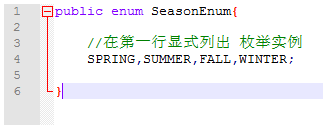 1 public enum SeasonEnum{
2
3 //在第一行显式列出 枚举实例
4 SPRING,SUMMER,FALL,WINTER;
5
6 }